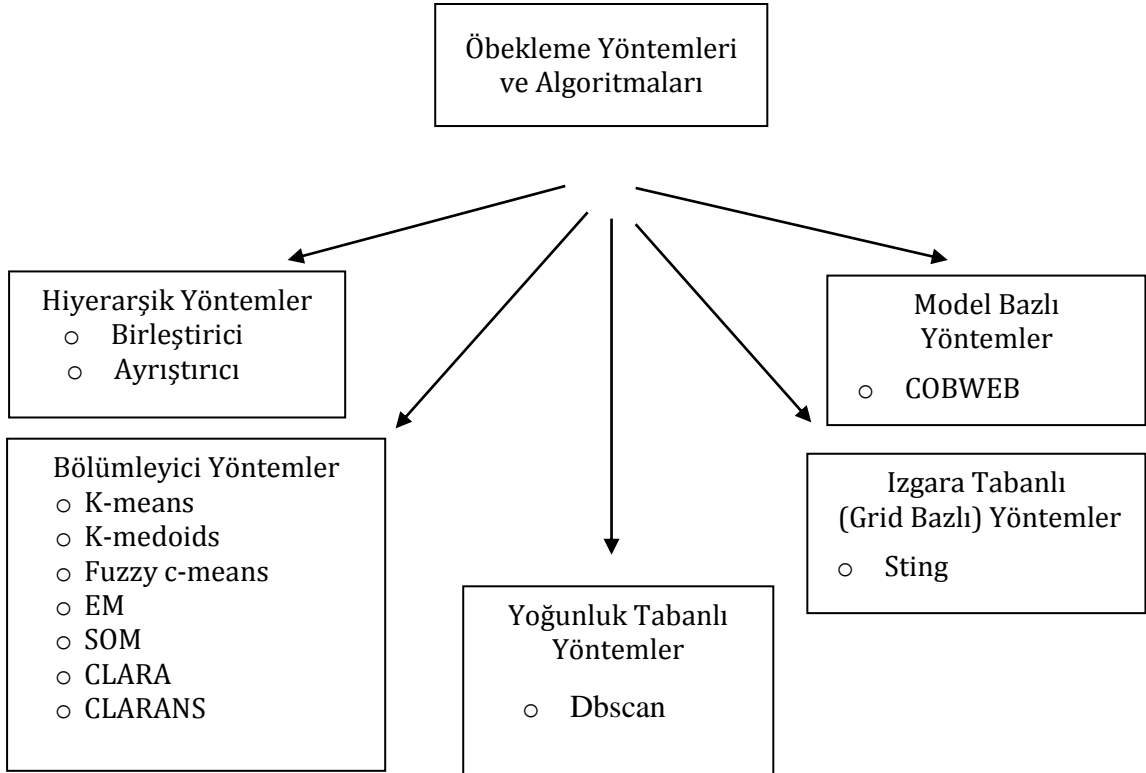 Öbekleme Yöntemleri
ve Algoritmaları
Hiyerarşik Yöntemler
o Birleştirici
o Ayrıştırıcı
Bölümleyici Yöntemler
o K-means
o K-medoids
o Fuzzy c-means
o EM
o SOM
o CLARA
o CLARANS
Yoğunluk Tabanlı
Yöntemler
o Dbscan
Model Bazlı
Yöntemler
o COBWEB
Izgara Tabanlı
(Grid Bazlı) Yöntemler
o Sting